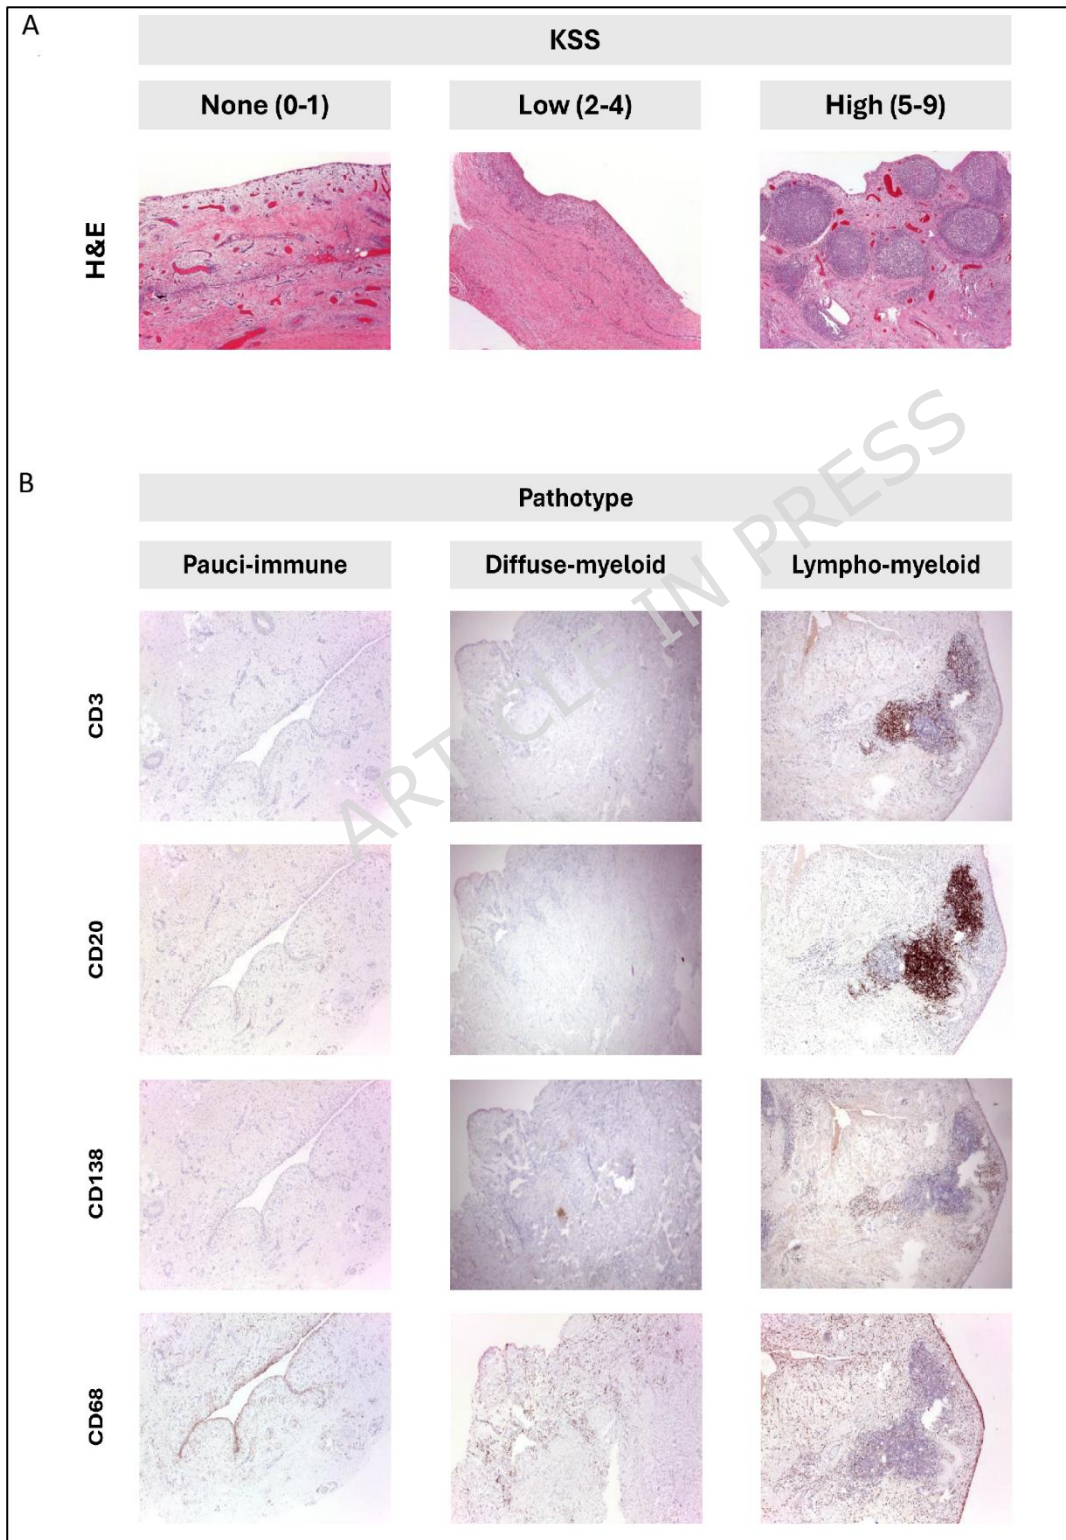 A
KSS
None (0-1)
Low (2-4)
High (5-9)
H&E
B
Pathotype
Pauci-immune
Diffuse-myeloid
Lympho-myeloid
CD3
CD20
CD138
CD68
ARTICLE IN PRESS